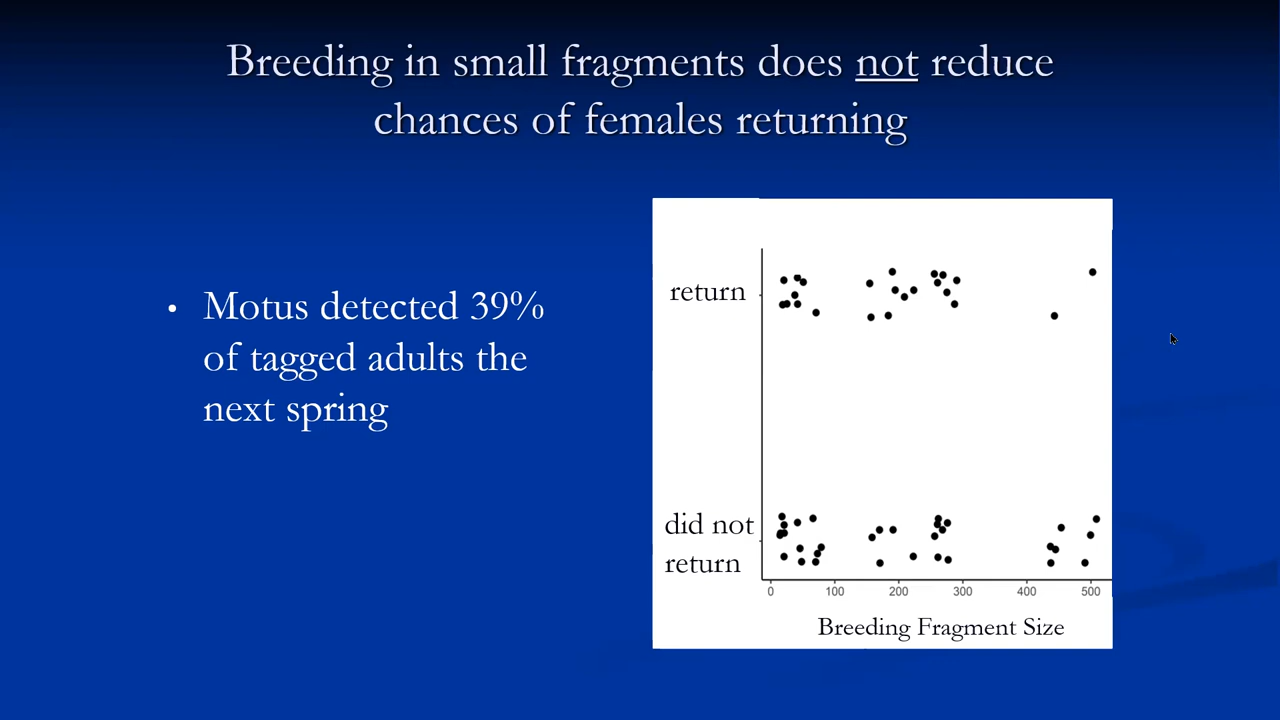 Breeding in small fragments does not reduce
chances of females returning
• Motus detected 39%
of tagged adults the
next spring
return
did not
return
0 100 200 300 400 500
Breeding Fragment Size